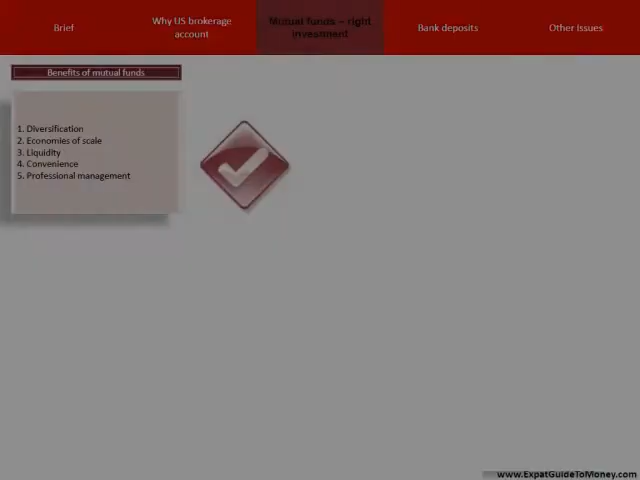 Brief
Why US brokerage
account
Mutual funds – right
investment
Bank deposits
Other Issues
Benefits of mutual funds
1. Diversification
2. Economies of scale
3. Liquidity
4. Convenience
5. Professional management
www.ExpatGuideToMoney.com